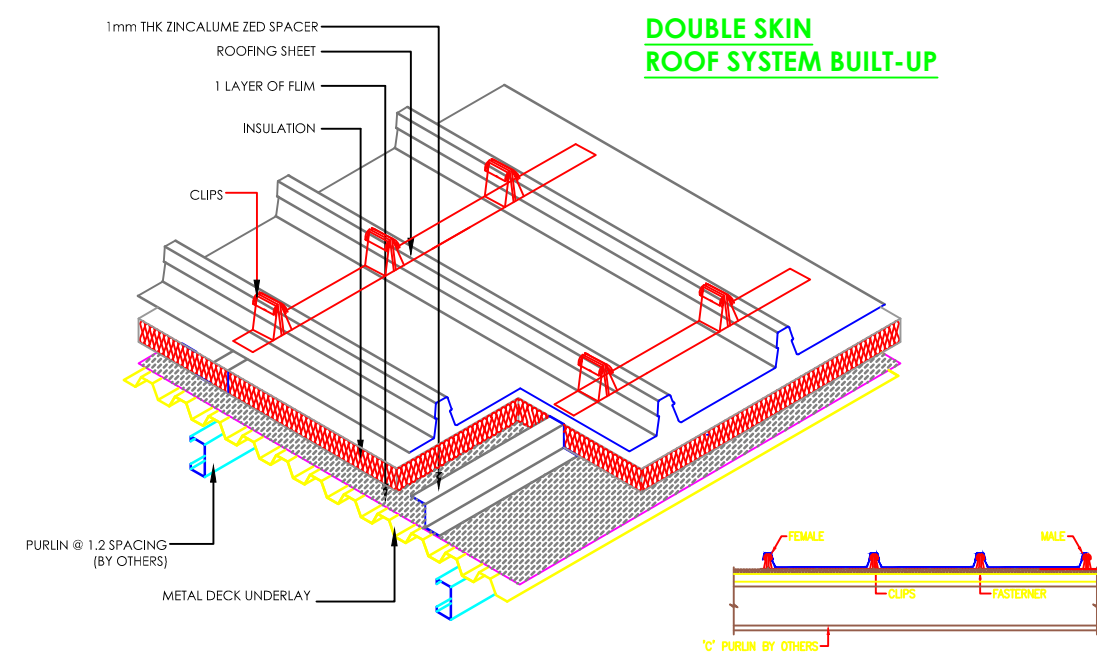 DOUBLE SKIN
ROOF SYSTEM BUILT-UP
1mm THK ZINCALUME ZED SPACER
ROOFING SHEET
1 LAYER OF FLIM
INSULATION
CLIPS
PURLIN @ 1.2 SPACING
(BY OTHERS)
METAL DECK UNDERLAY
FEMALE
MALE
CLIPS
FASTERNER
"C" PURLIN BY OTHERS